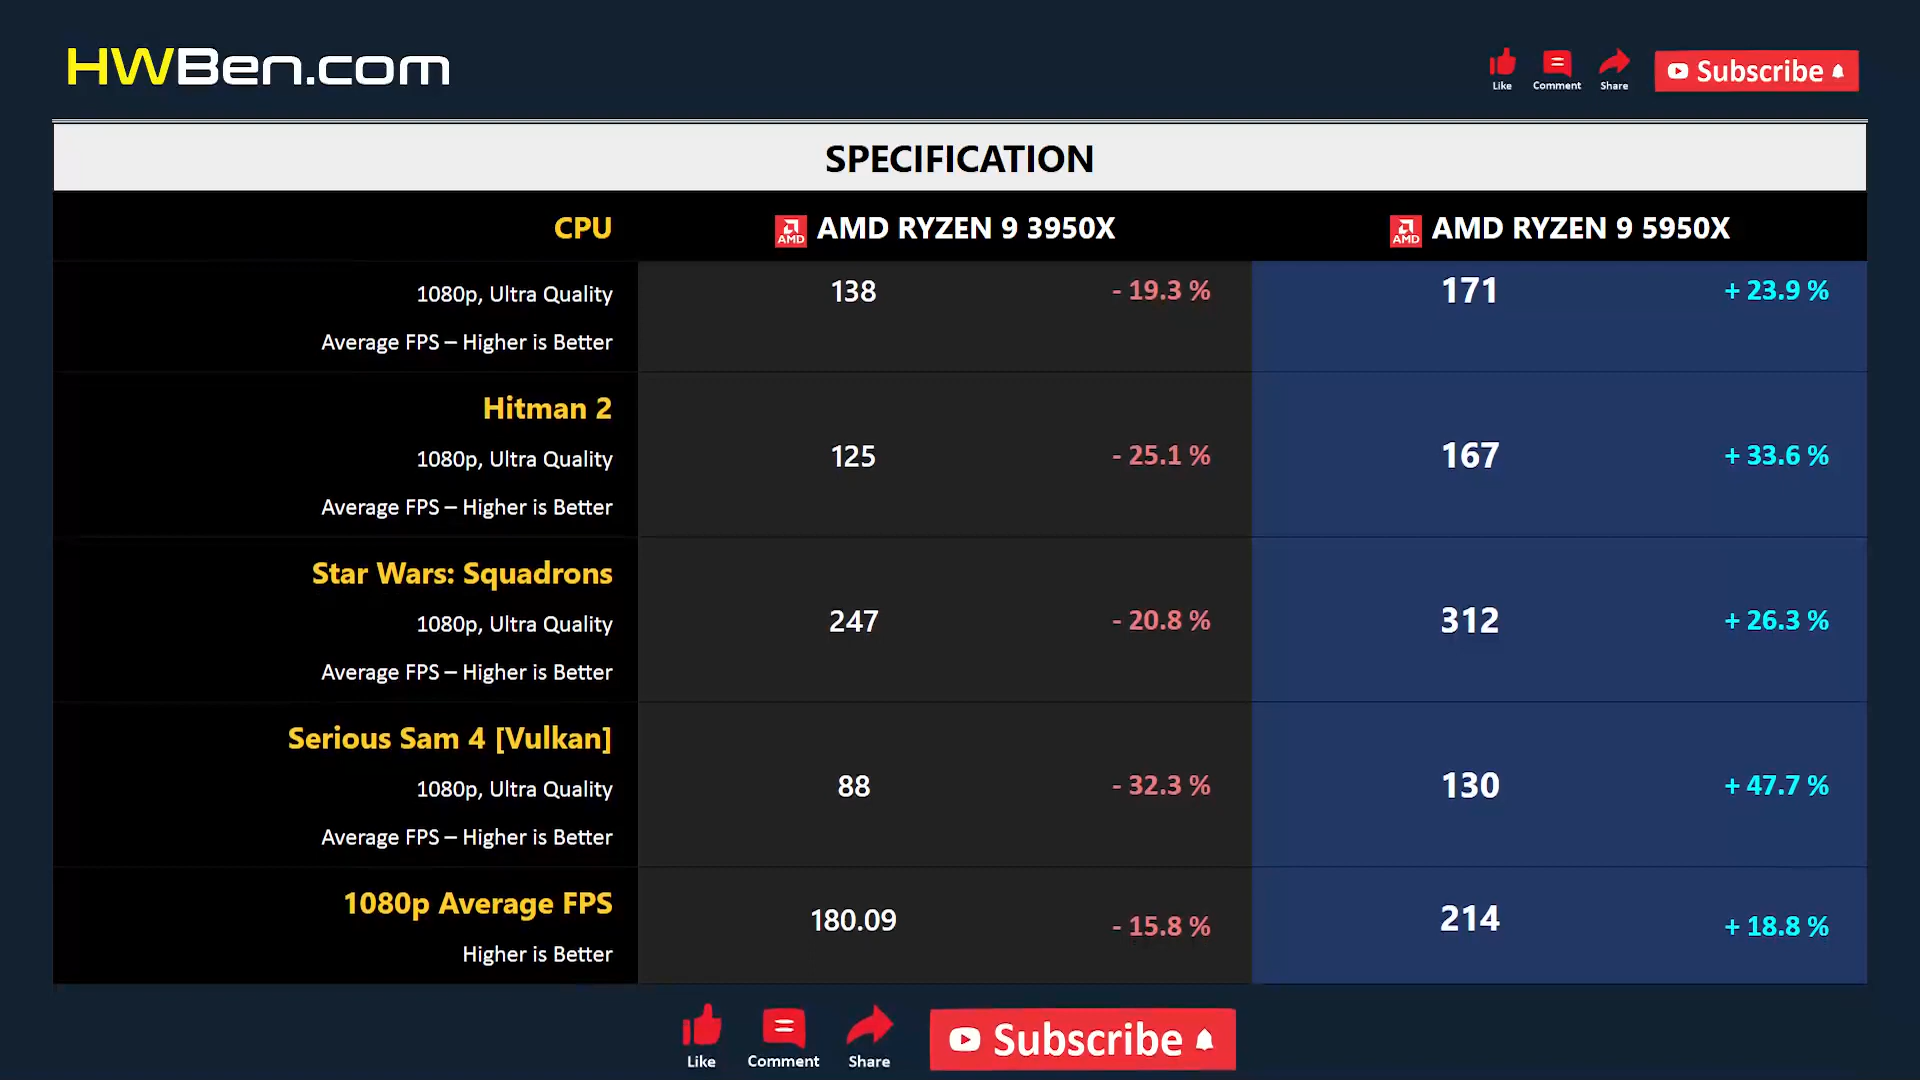 HWBen.com
Like Comment Share Subscribe
SPECIFICATION
CPU AMD AMD RYZEN 9 3950X AMD AMD RYZEN 9 5950X
1080p, Ultra Quality 138 - 19.3 % 171 + 23.9 %
Average FPS – Higher is Better
Hitman 2
1080p, Ultra Quality 125 - 25.1 % 167 + 33.6 %
Average FPS – Higher is Better
Star Wars: Squadrons
1080p, Ultra Quality 247 - 20.8 % 312 + 26.3 %
Average FPS – Higher is Better
Serious Sam 4 [Vulkan]
1080p, Ultra Quality 88 - 32.3 % 130 + 47.7 %
Average FPS – Higher is Better
1080p Average FPS 180.09 - 15.8 % 214 + 18.8 %
Higher is Better
Like Comment Share Subscribe